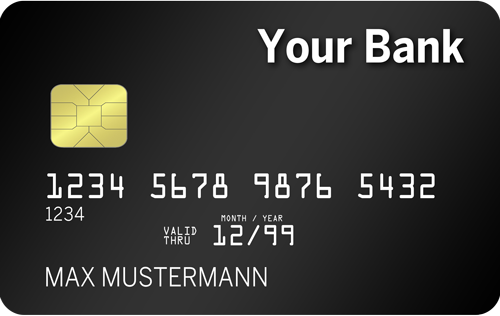 Your Bank
1234 5678 9876 5432
1234
MONTH / YEAR
VALID THRU 12/99
MAX MUSTERMANN